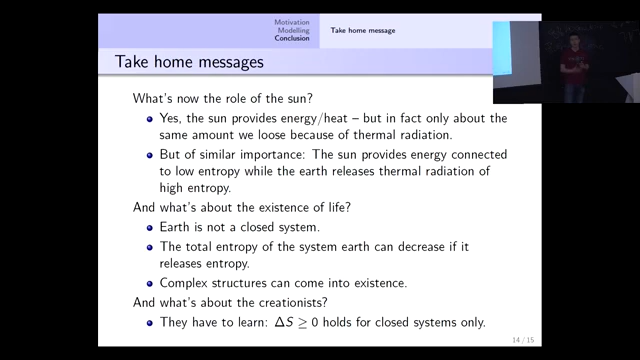 Motivation
Modelling
Conclusion
Take home message
Take home messages
What's now the role of the sun?
Yes, the sun provides energy/heat – but in fact only about the
same amount we loose because of thermal radiation.
But of similar importance: The sun provides energy connected
to low entropy while the earth releases thermal radiation of
high entropy.
And what's about the existence of life?
Earth is not a closed system.
The total entropy of the system earth can decrease if it
releases entropy.
Complex structures can come into existence.
And what's about the creationists?
They have to learn: ΔS ≥ 0 holds for closed systems only.
14 / 15